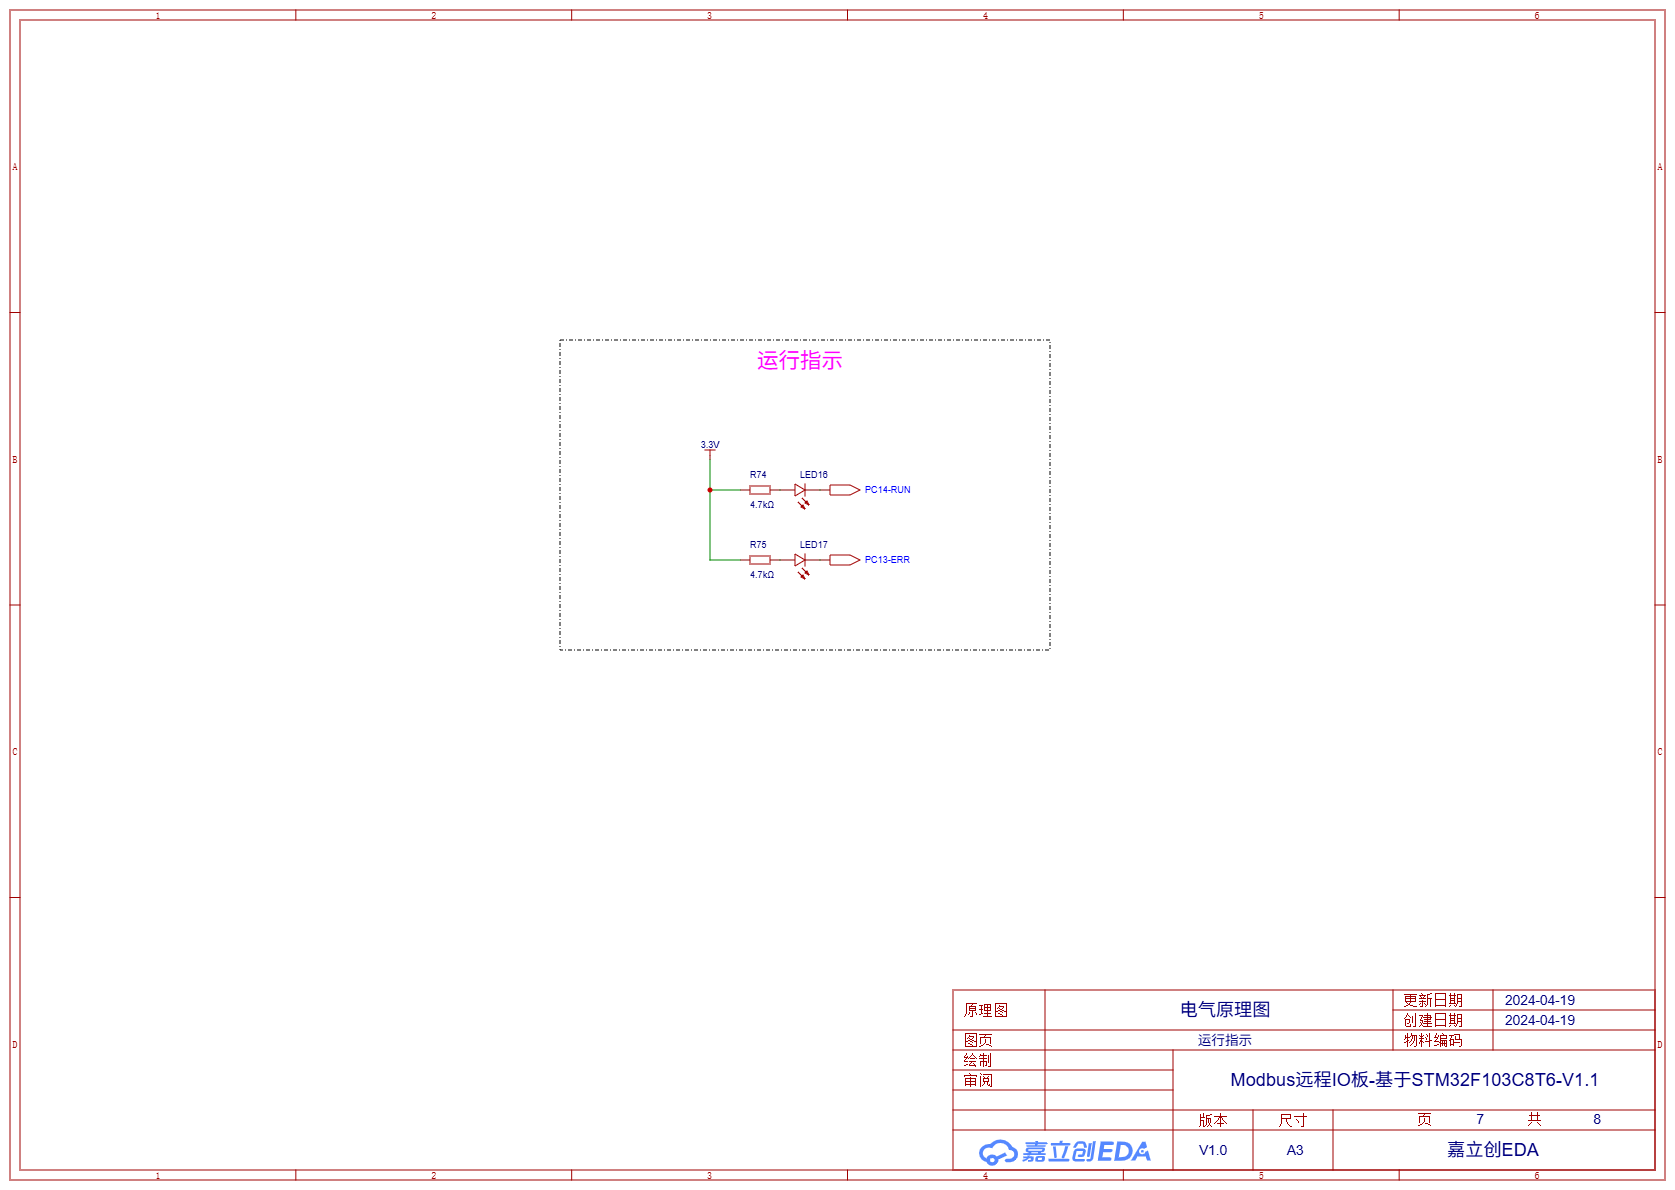 1 2 3 4 5 6
A A
运行指示
3.3V
B B
R74 LED16
PC14-RUN
4.7kΩ
R75 LED17
PC13-ERR
4.7kΩ
C C
原理图 电气原理图 更新日期 2024-04-19
创建日期 2024-04-19
图页 运行指示 物料编码
D D
绘制
审阅 Modbus远程IO板-基于STM32F103C8T6-V1.1
版本 尺寸 页 7 共 8
嘉立创EDA V1.0 A3 嘉立创EDA
1 2 3 4 5 6